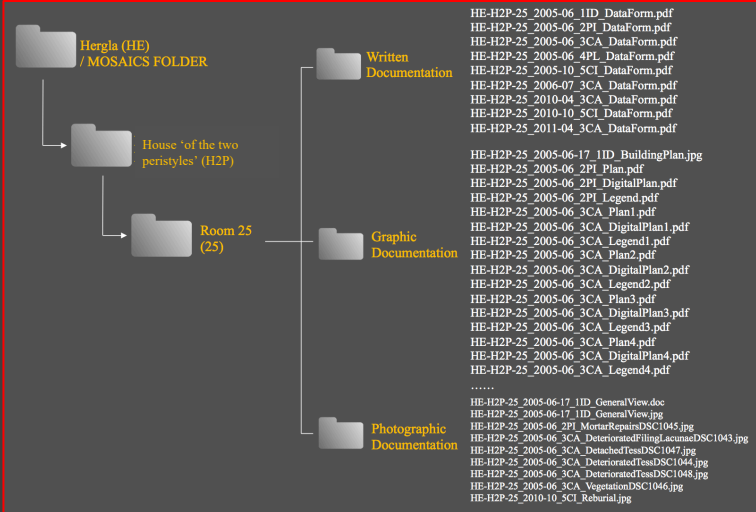 Hergla (HE)
/ MOSAICS FOLDER
House ‘of the two
peristyles’ (H2P)
Room 25
(25)
Written
Documentation
HE-H2P-25_2005-06_1ID_DataForm.pdf
HE-H2P-25_2005-06_2PI_DataForm.pdf
HE-H2P-25_2005-06_3CA_DataForm.pdf
HE-H2P-25_2005-06_4PL_DataForm.pdf
HE-H2P-25_2005-10_5CI_DataForm.pdf
HE-H2P-25_2006-07_3CA_DataForm.pdf
HE-H2P-25_2010-04_3CA_DataForm.pdf
HE-H2P-25_2010-10_5CI_DataForm.pdf
HE-H2P-25_2011-04_3CA_DataForm.pdf
Graphic
Documentation
HE-H2P-25_2005-06-17_1ID_BuildingPlan.jpg
HE-H2P-25_2005-06_2PI_Plan.pdf
HE-H2P-25_2005-06_2PI_DigitalPlan.pdf
HE-H2P-25_2005-06_2PI_Legend.pdf
HE-H2P-25_2005-06_3CA_Plan1.pdf
HE-H2P-25_2005-06_3CA_DigitalPlan1.pdf
HE-H2P-25_2005-06_3CA_Legend1.pdf
HE-H2P-25_2005-06_3CA_Plan2.pdf
HE-H2P-25_2005-06_3CA_DigitalPlan2.pdf
HE-H2P-25_2005-06_3CA_Legend2.pdf
HE-H2P-25_2005-06_3CA_Plan3.pdf
HE-H2P-25_2005-06_3CA_DigitalPlan3.pdf
HE-H2P-25_2005-06_3CA_Legend3.pdf
HE-H2P-25_2005-06_3CA_Plan4.pdf
HE-H2P-25_2005-06_3CA_DigitalPlan4.pdf
HE-H2P-25_2005-06_3CA_Legend4.pdf
……
Photographic
Documentation
HE-H2P-25_2005-06-17_1ID_GeneralView.doc
HE-H2P-25_2005-06-17_1ID_GeneralView.jpg
HE-H2P-25_2005-06_2PI_MortarRepairsDSC1045.jpg
HE-H2P-25_2005-06_3CA_DeterioratedFilingLacunaeDSC1043.jpg
HE-H2P-25_2005-06_3CA_DetachedTessDSC1047.jpg
HE-H2P-25_2005-06_3CA_DeterioratedTessDSC1044.jpg
HE-H2P-25_2005-06_3CA_DeterioratedTessDSC1048.jpg
HE-H2P-25_2005-06_3CA_VegetationDSC1046.jpg
HE-H2P-25_2010-10_5CI_Reburial.jpg